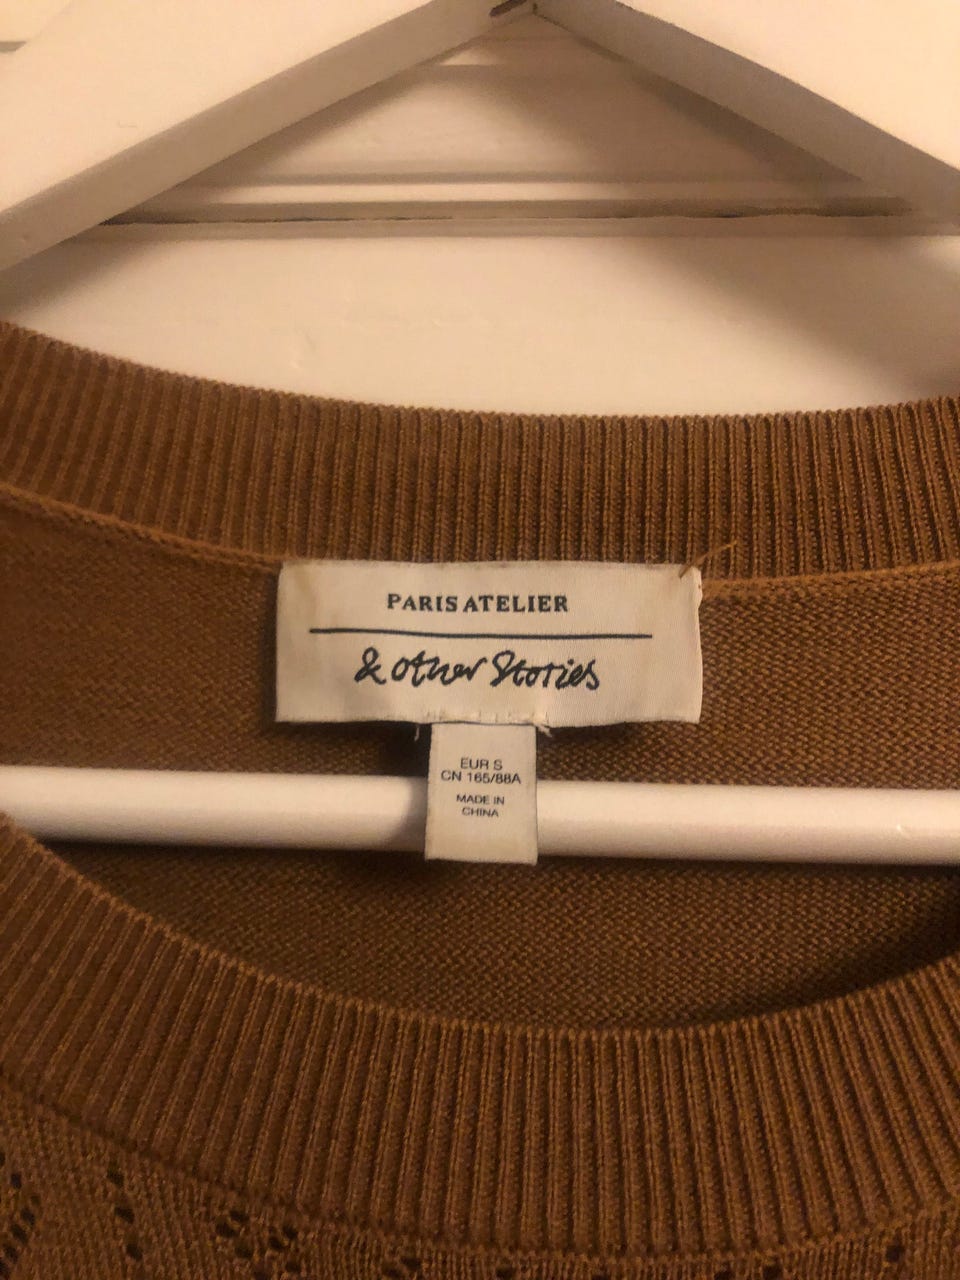 PARIS ATELIER
& other Stories
EUR S
CN 165/88A
MADE IN
CHINA